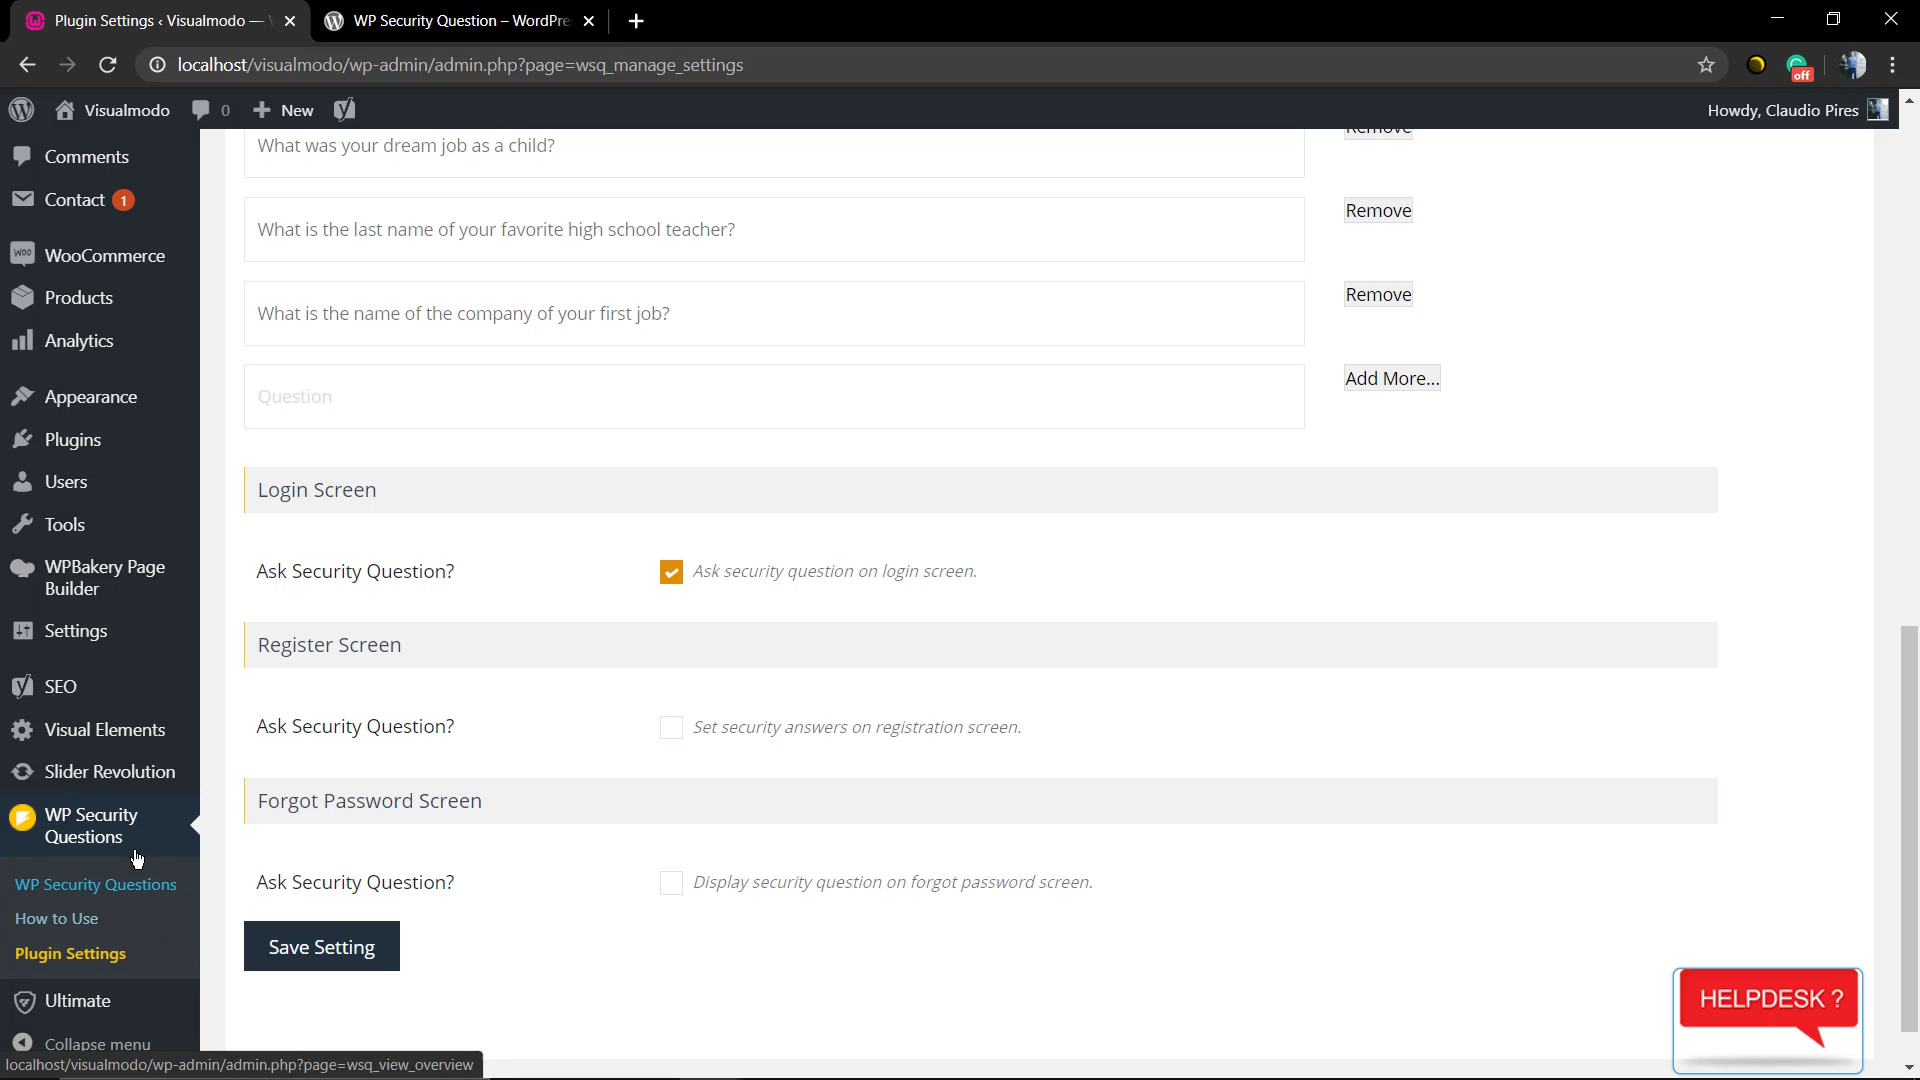 Plugin Settings ‹ Visualmodo —
WP Security Question – WordPre
localhost/visualmodo/wp-admin/admin.php?page=wsq_manage_settings
off
Visualmodo
0
New
Howdy, Claudio Pires
Comments
Contact 1
WooCommerce
Products
Analytics
Appearance
Plugins
Users
Tools
WPBakery Page
Builder
Settings
SEO
Visual Elements
Slider Revolution
WP Security
Questions
WP Security Questions
How to Use
Plugin Settings
Ultimate
Collapse menu
What was your dream job as a child?
Remove
What is the last name of your favorite high school teacher?
Remove
What is the name of the company of your first job?
Remove
Question
Add More...
Login Screen
Ask Security Question?
Ask security question on login screen.
Register Screen
Ask Security Question?
Set security answers on registration screen.
Forgot Password Screen
Ask Security Question?
Display security question on forgot password screen.
Save Setting
HELPDESK ?
localhost/visualmodo/wp-admin/admin.php?page=wsq_view_overview